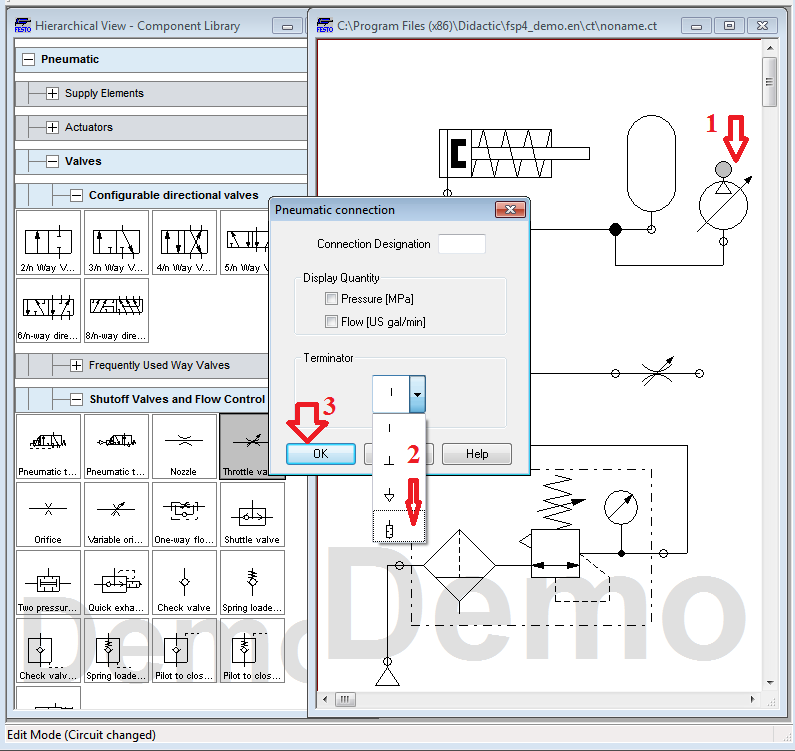 FESTO Hierarchical View - Component Library
FESTO C:\Program Files (x86)\Didactic\fsp4_demo.en\ct\noname.ct
Pneumatic
Supply Elements
Actuators
Valves
Configurable directional valves
2/n Way V... 3/n Way V... 4/n Way V... 5/n Way
6/n-way dire... 8/n-way dire...
Frequently Used Way Valves
Shutoff Valves and Flow Control
Pneumatic t... Pneumatic t... Nozzle Throttle va
Orifice Variable ori... One-way flo... Shuttle valve
Two pressur... Quick exha... Check valve Spring loade...
Check valv... Spring loade... Pilot to clos... Pilot to clos...
1
Pneumatic connection
Connection Designation
Display Quantity
Pressure [MPa]
Flow [US gal/min]
Terminator
3
OK
2
Help
Demo
Demo
Edit Mode (Circuit changed)